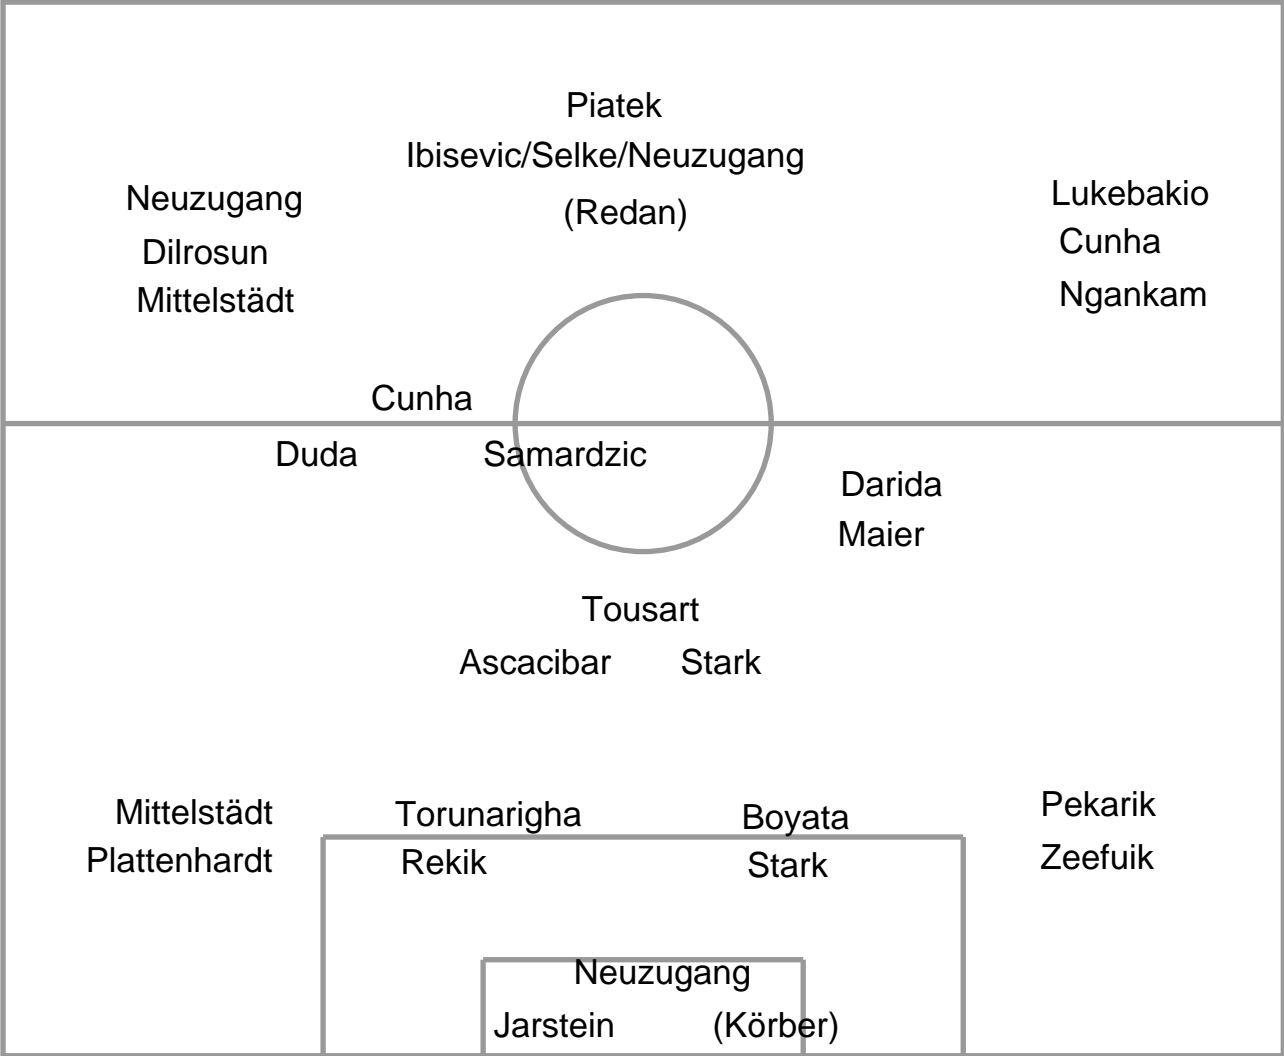 Piatek
Ibisevic/Selke/Neuzugang
(Redan)
Neuzugang
Dilrosun
Mittelstädt
Lukebakio
Cunha
Ngankam
Cunha
Duda Samardzic
Darida
Maier
Tousart
Ascacibar Stark
Mittelstädt
Plattenhardt
Torunarigha
Rekik
Boyata
Stark
Pekarik
Zeefuik
Neuzugang
Jarstein (Körber)